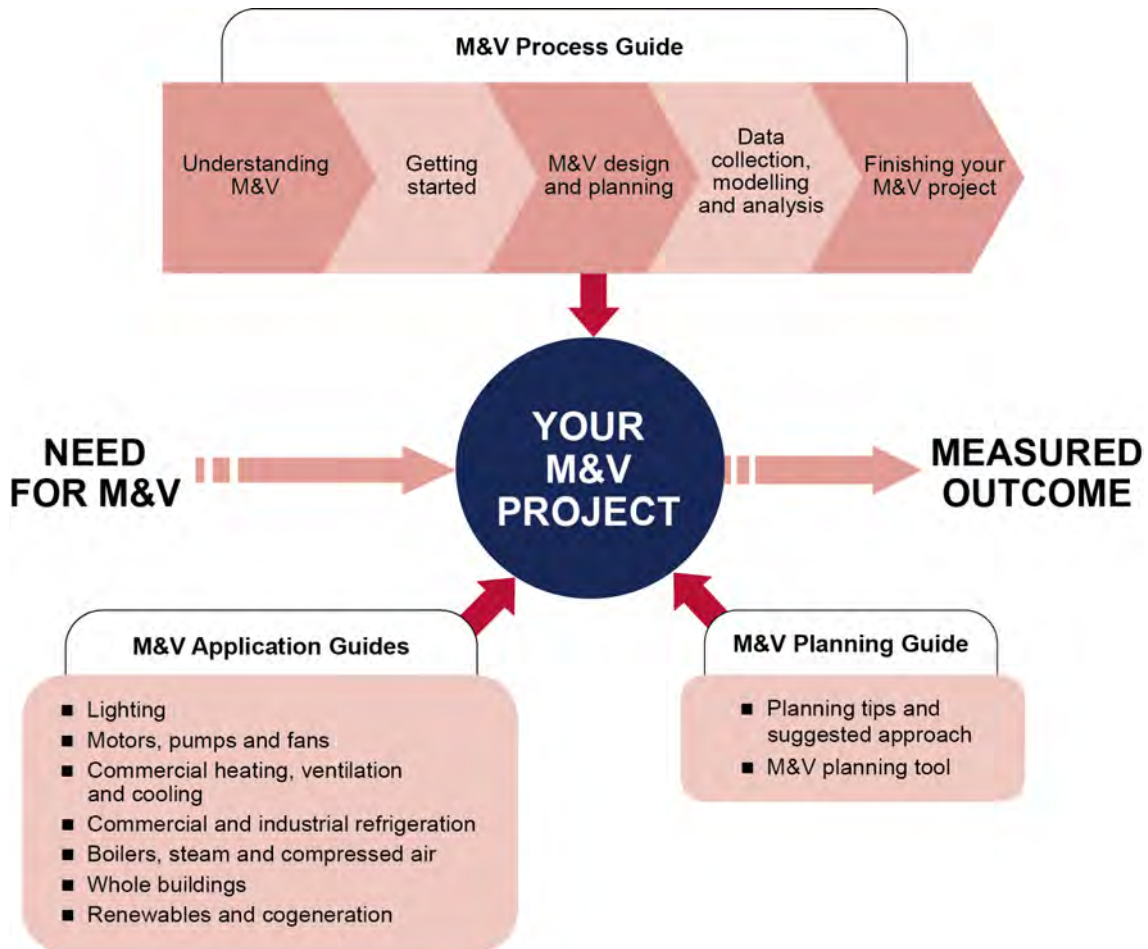 M&V Process Guide
Understanding
M&V
Getting
started
M&V design
and planning
Data
collection,
modelling
and analysis
Finishing your
M&V project
NEED
FOR M&V
YOUR
M&V
PROJECT
MEASURED
OUTCOME
M&V Application Guides
■ Lighting
■ Motors, pumps and fans
■ Commercial heating, ventilation
and cooling
■ Commercial and industrial refrigeration
■ Boilers, steam and compressed air
■ Whole buildings
■ Renewables and cogeneration
M&V Planning Guide
■ Planning tips and
suggested approach
■ M&V planning tool